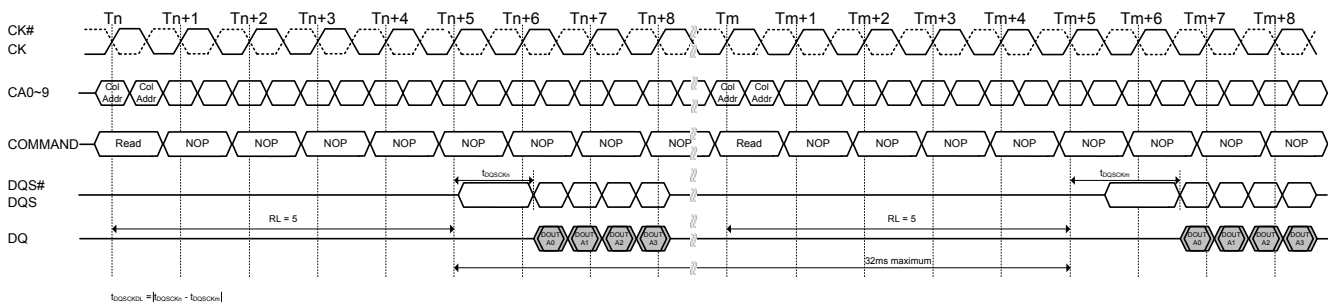 Tn Tn+1 Tn+2 Tn+3 Tn+4 Tn+5 Tn+6 Tn+7 Tn+8 Tm Tm+1 Tm+2 Tm+3 Tm+4 Tm+5 Tm+6 Tm+7 Tm+8
CK#
CK
CA0~9 Col Addr Col Addr Col Addr Col Addr
COMMAND Read NOP NOP NOP NOP NOP NOP NOP NOP Read NOP NOP NOP NOP NOP NOP NOP NOP
DQS#
DQS
tDQSCKn tDQSCKm
RL = 5 RL = 5
DQ DOUT A0 DOUT A1 DOUT A2 DOUT A3 DOUT A0 DOUT A1 DOUT A2 DOUT A3
32ms maximum
tDQSCKDL = |tDQSCKn - tDQSCKm|